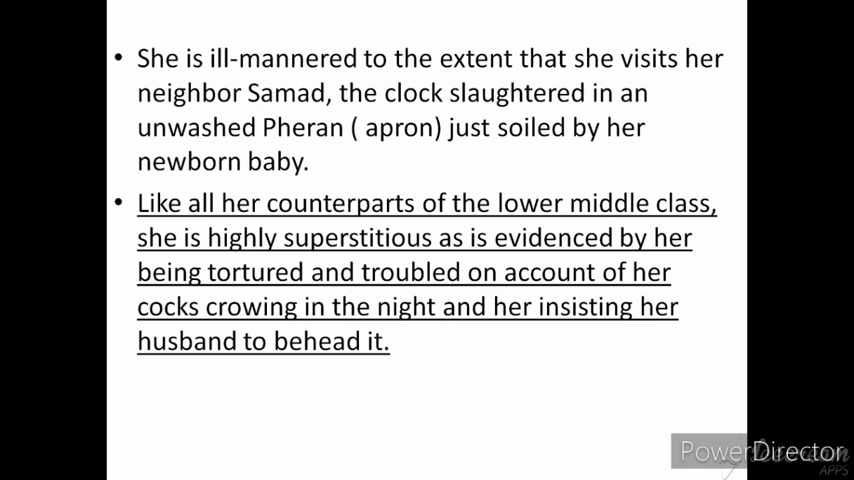 • She is ill-mannered to the extent that she visits her
neighbor Samad, the clock slaughtered in an
unwashed Pheran ( apron) just soiled by her
newborn baby.
• Like all her counterparts of the lower middle class,
she is highly superstitious as is evidenced by her
being tortured and troubled on account of her
cocks crowing in the night and her insisting her
husband to behead it.
PowerDirector
APPS